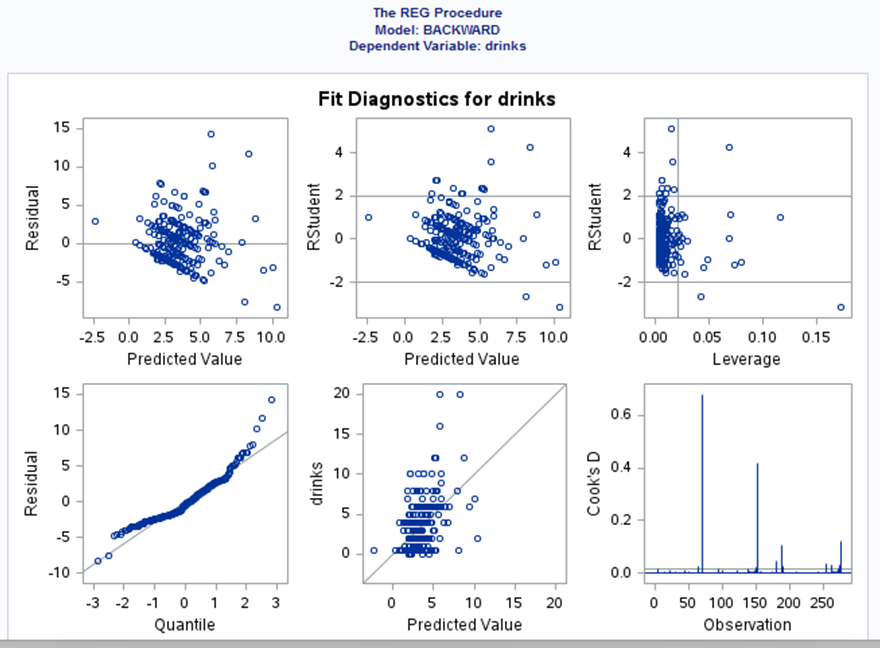 The REG Procedure
Model: BACKWARD
Dependent Variable: drinks
Fit Diagnostics for drinks
Residual
15
10
5
0
-5
-2.5 0.0 2.5 5.0 7.5 10.0
Predicted Value
RStudent
4
2
0
-2
-2.5 0.0 2.5 5.0 7.5 10.0
Predicted Value
RStudent
4
2
0
-2
0.00 0.05 0.10 0.15
Leverage
Residual
15
10
5
0
-5
-10
-3 -2 -1 0 1 2 3
Quantile
drinks
20
15
10
5
0
0 5 10 15 20
Predicted Value
Cook's D
0.6
0.4
0.2
0.0
0 50 100 150 200 250
Observation